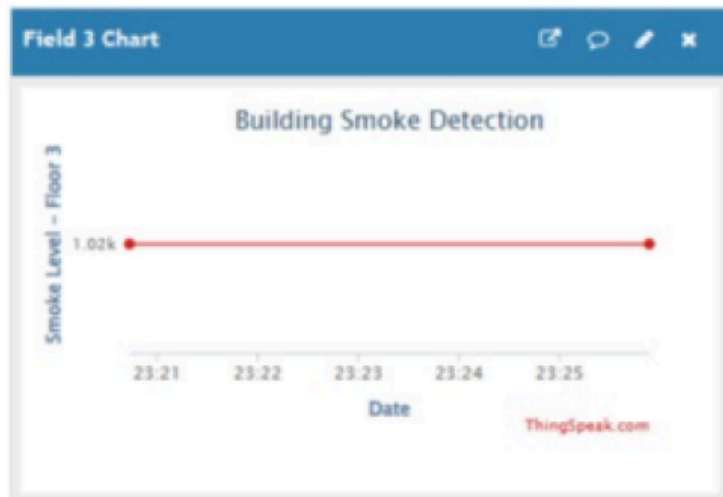 Field 3 Chart
Building Smoke Detection
Smoke Level - Floor 3
1.02k
23:21 23:22 23:23 23:24 23:25
Date
ThingSpeak.com